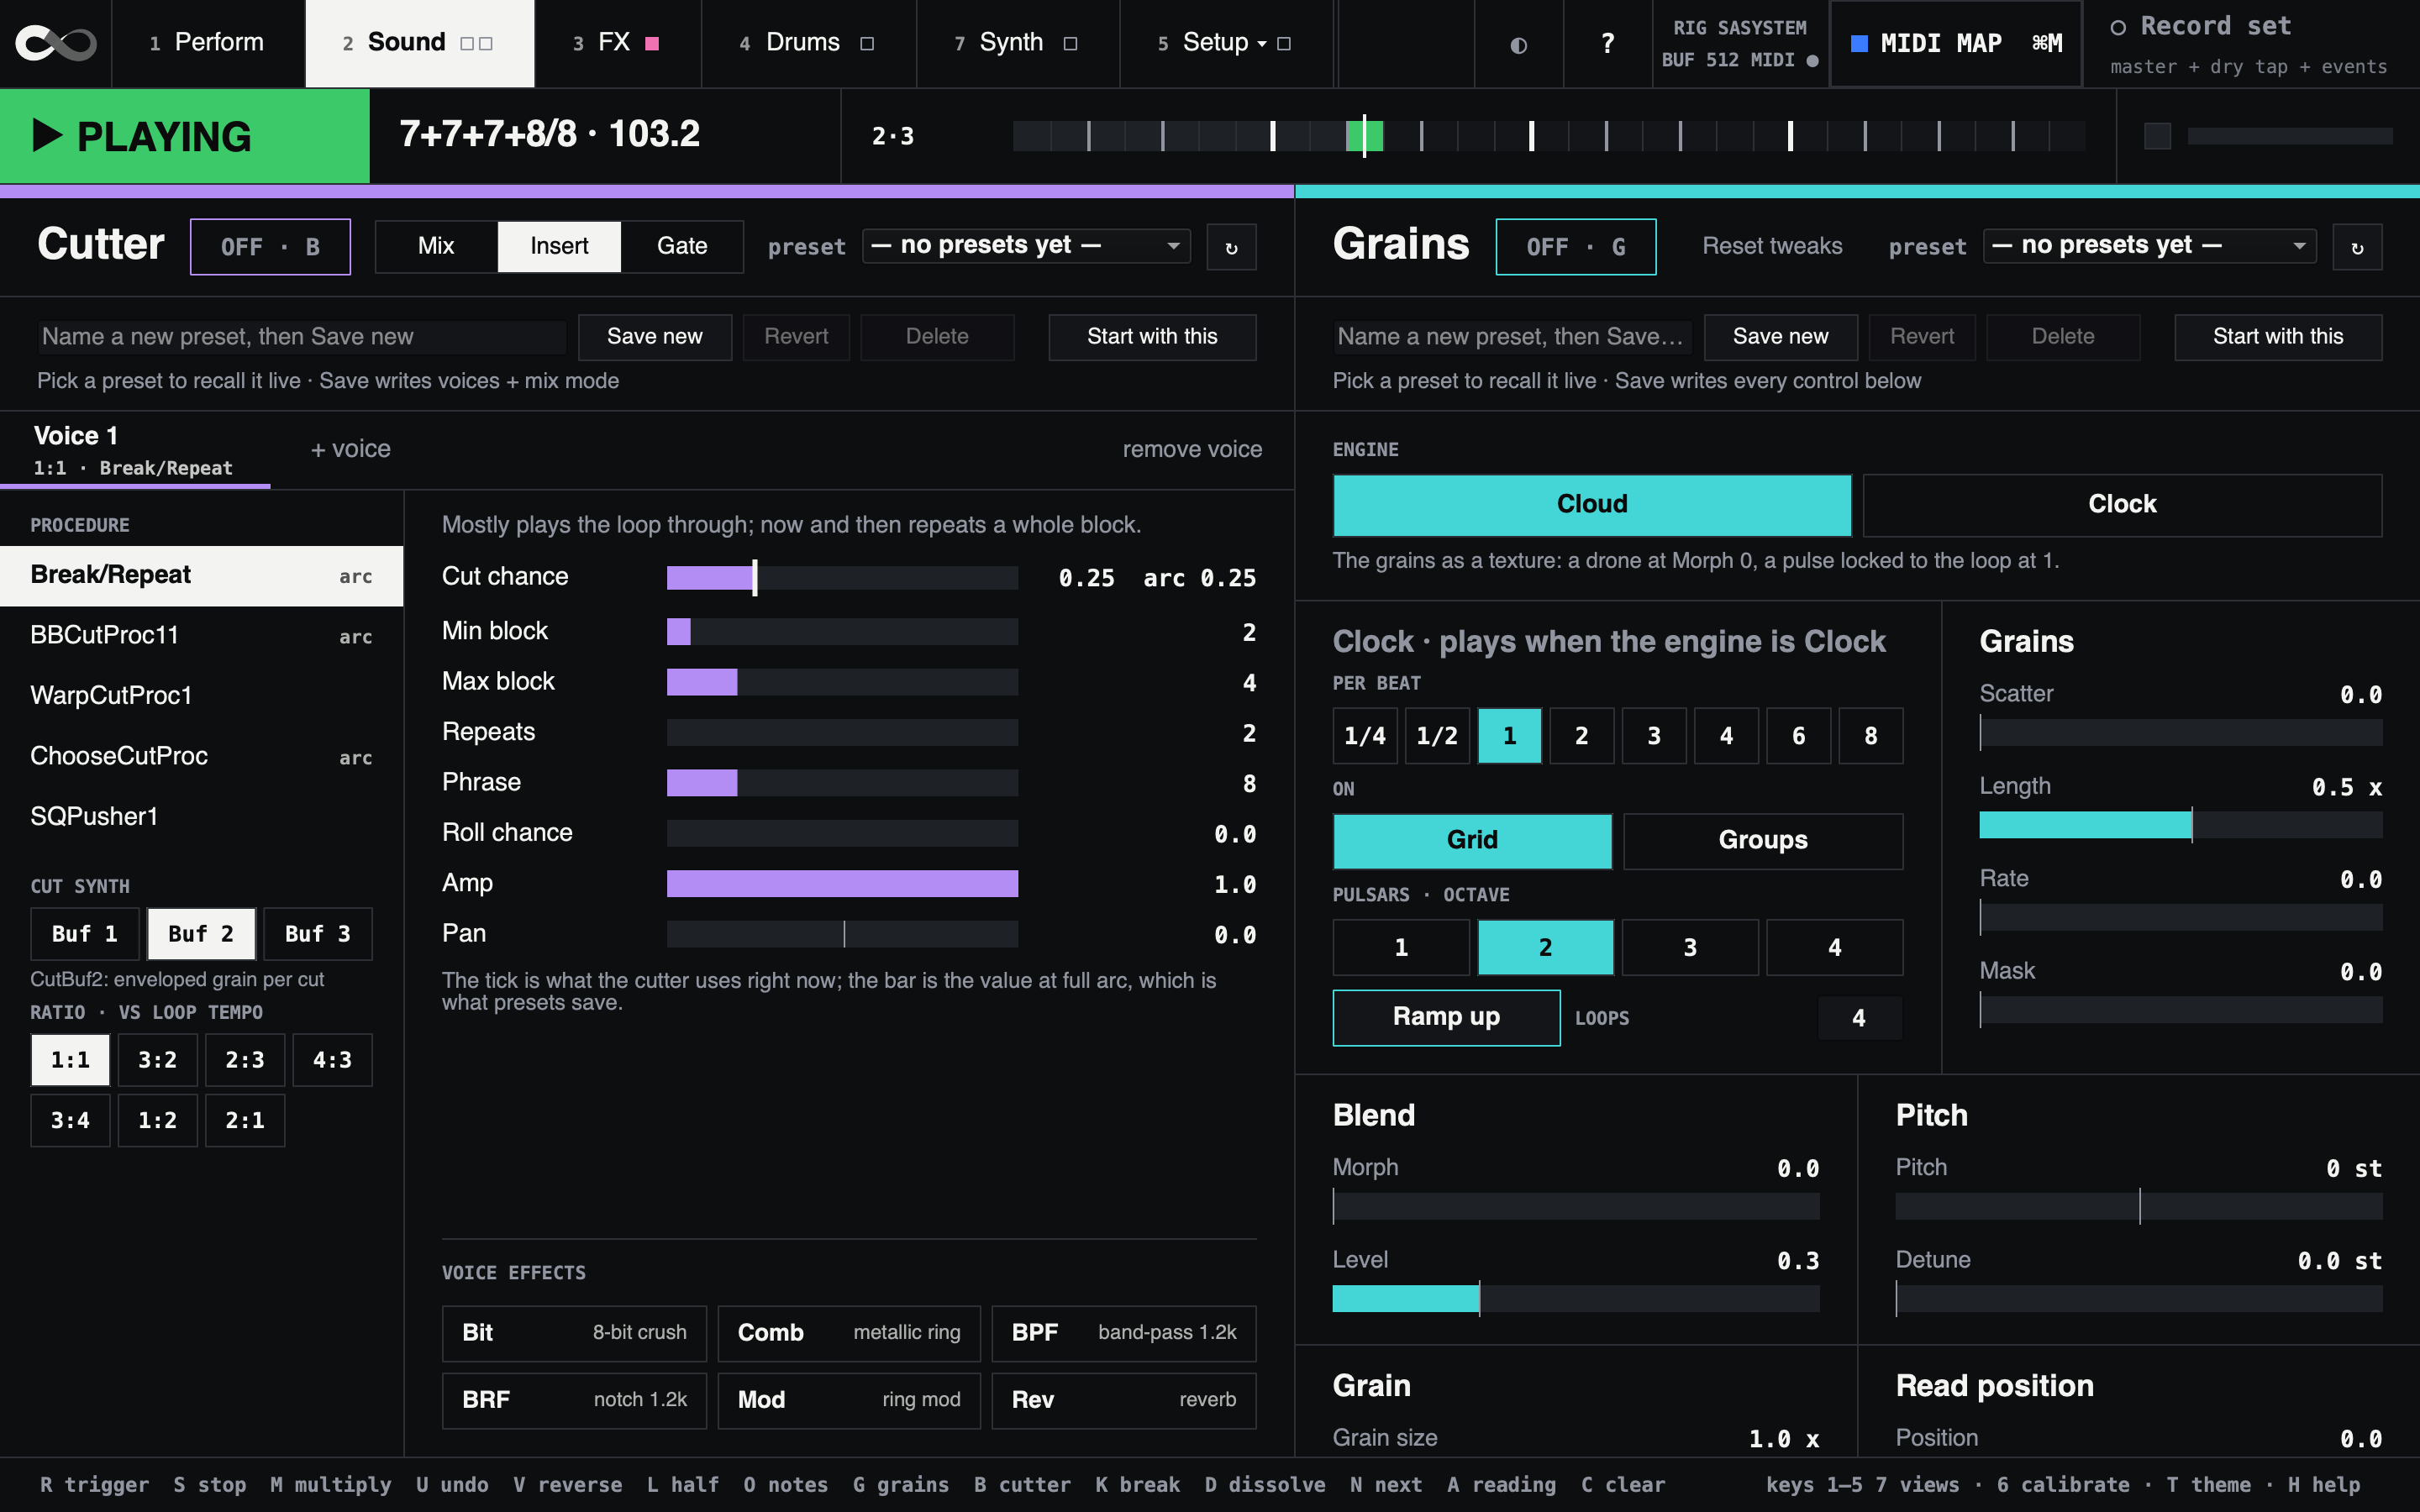 1 Perform
2 Sound
3 FX
4 Drums
7 Synth
5 Setup
?
RIG SASYSTEM
BUF 512 MIDI
MIDI MAP ⌘M
Record set
master + dry tap + events
PLAYING
7+7+7+8/8 · 103.2
2·3
Cutter
OFF · B
Mix
Insert
Gate
preset
— no presets yet —
Name a new preset, then Save new
Save new
Revert
Delete
Start with this
Pick a preset to recall it live · Save writes voices + mix mode
Voice 1
1:1 · Break/Repeat
+ voice
remove voice
PROCEDURE
Break/Repeat arc
BBCutProc11 arc
WarpCutProc1
ChooseCutProc arc
SQPusher1
CUT SYNTH
Buf 1
Buf 2
Buf 3
CutBuf2: enveloped grain per cut
RATIO · VS LOOP TEMPO
1:1 3:2 2:3 4:3
3:4 1:2 2:1
Mostly plays the loop through; now and then repeats a whole block.
Cut chance 0.25 arc 0.25
Min block 2
Max block 4
Repeats 2
Phrase 8
Roll chance 0.0
Amp 1.0
Pan 0.0
The tick is what the cutter uses right now; the bar is the value at full arc, which is
what presets save.
VOICE EFFECTS
Bit 8-bit crush
Comb metallic ring
BPF band-pass 1.2k
BRF notch 1.2k
Mod ring mod
Rev reverb
Grains
OFF · G
Reset tweaks
preset
— no presets yet —
Name a new preset, then Save…
Save new
Revert
Delete
Start with this
Pick a preset to recall it live · Save writes every control below
ENGINE
Cloud
Clock
The grains as a texture: a drone at Morph 0, a pulse locked to the loop at 1.
Clock · plays when the engine is Clock
PER BEAT
1/4 1/2 1 2 3 4 6 8
ON
Grid
Groups
PULSARS · OCTAVE
1 2 3 4
Ramp up
LOOPS
4
Grains
Scatter 0.0
Length 0.5 x
Rate 0.0
Mask 0.0
Blend
Morph 0.0
Level 0.3
Pitch
Pitch 0 st
Detune 0.0 st
Grain
Grain size 1.0 x
Read position
Position 0.0
R trigger S stop M multiply U undo V reverse L half O notes G grains B cutter K break D dissolve N next A reading C clear
keys 1–5 7 views · 6 calibrate · T theme · H help